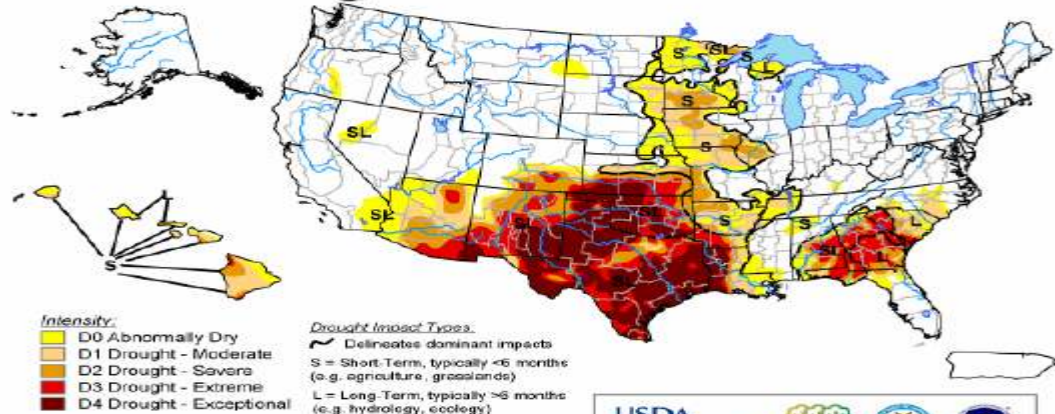 S
SL
S
L
S
SL
S
SL
SL
S
S
L
SL
SL
L
SL
S
Intensity:
D0 Abnormally Dry
D1 Drought - Moderate
D2 Drought - Severe
D3 Drought - Extreme
D4 Drought - Exceptional
Drought Impact Types:
Delineates dominant impacts
S = Short-Term, typically <6 months
(e.g. agriculture, grasslands)
L = Long-Term, typically >6 months
(e.g. hydrology, ecology)
USDA